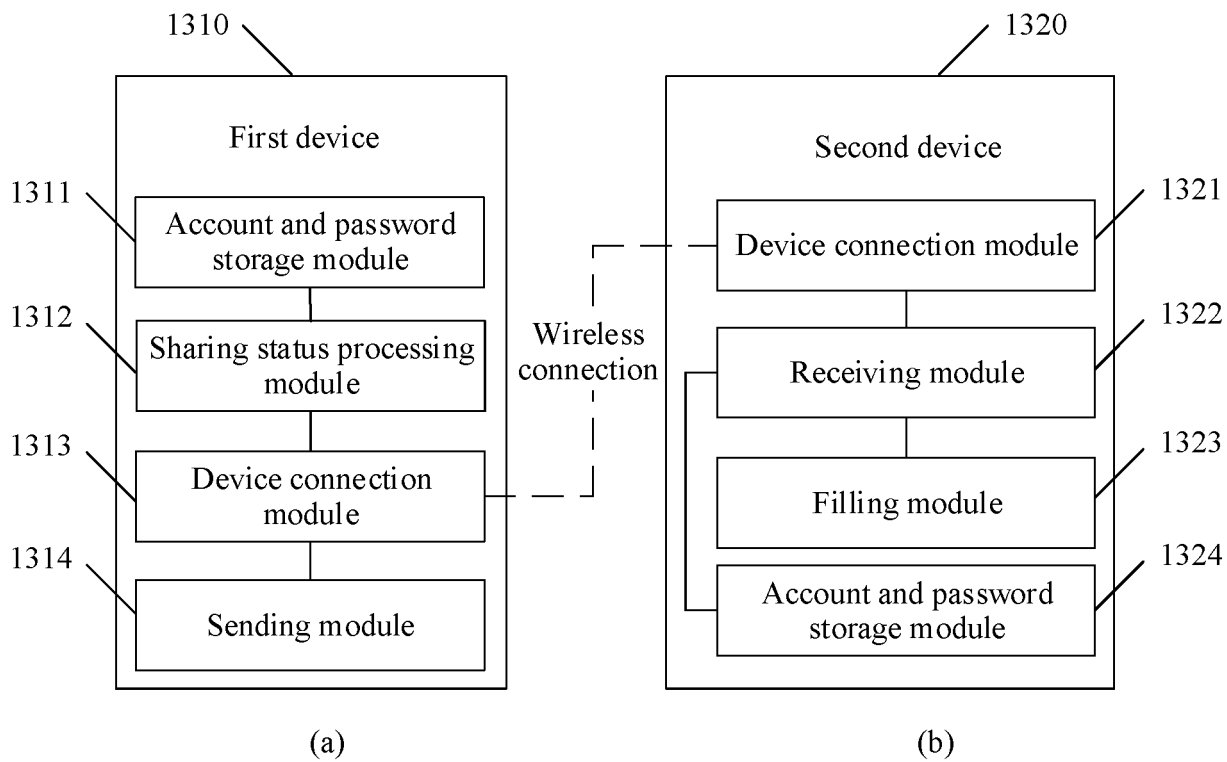 1310
1320
First device
Second device
1311
Account and password
storage module
1321
Device connection module
1312
Sharing status processing
module
Wireless
connection
1322
Receiving module
1313
Device connection
module
1323
Filling module
1314
Sending module
1324
Account and password
storage module
(a)
(b)